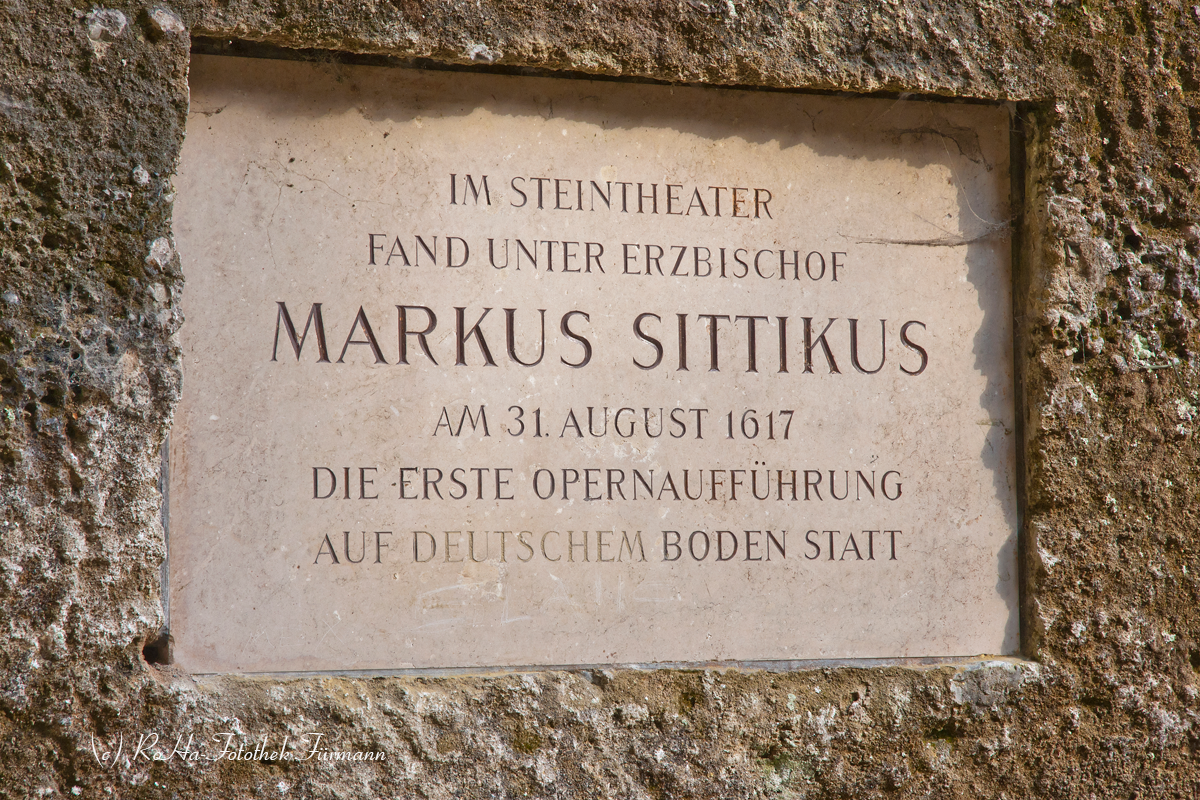 IM STEINTHEATER
FAND UNTER ERZBISCHOF
MARKUS SITTIKUS
AM 31. AUGUST 1617
DIE ERSTE OPERNAUFFÜHRUNG
AUF DEUTSCHEM BODEN STATT
(c) RoHa-Fotothek Fürmann